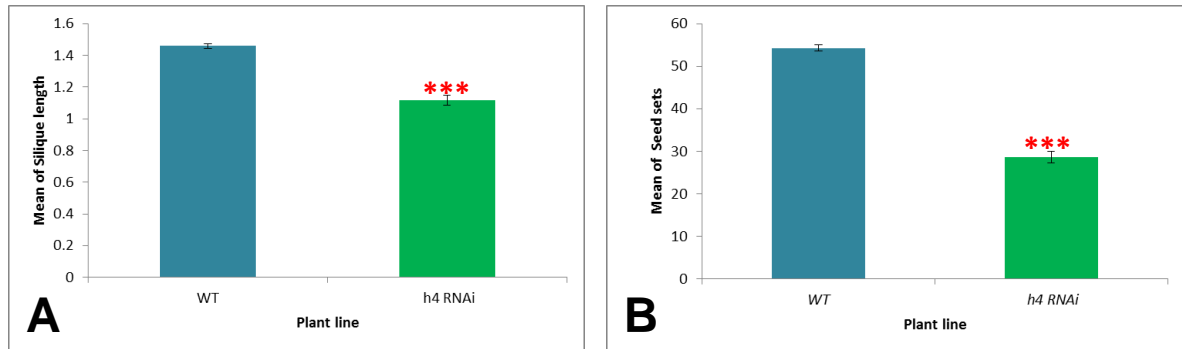 Mean of Silique length
1.6
1.4
1.2
1
0.8
0.6
0.4
0.2
0
***
WT
h4 RNAi
Plant line
A
Mean of Seed sets
60
50
40
30
20
10
0
***
WT
h4 RNAi
Plant line
B